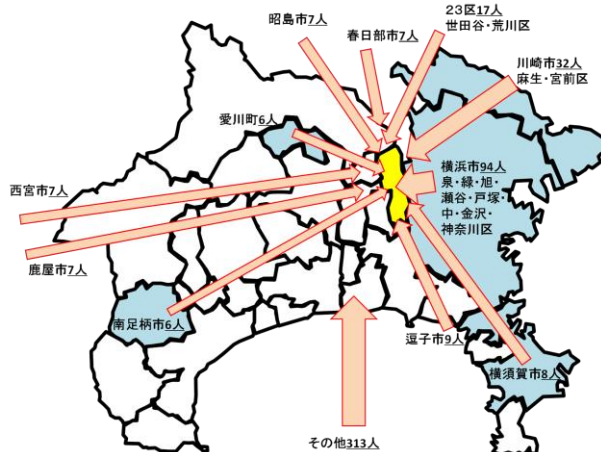 昭島市7人
春日部市7人
23区17人
世田谷・荒川区
川崎市32人
麻生・宮前区
愛川町6人
横浜市94人
泉・緑・旭・
瀬谷・戸塚・
中・金沢・
神奈川区
西宮市7人
鹿屋市7人
南足柄市6人
逗子市9人
横須賀市8人
その他313人